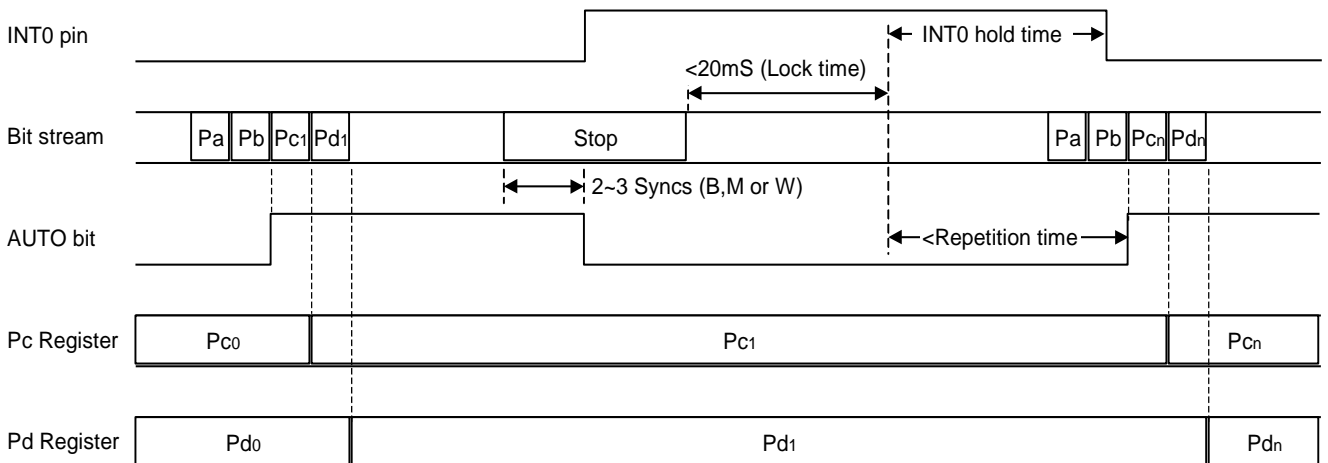 INT0 pin
INT0 hold time
<20mS (Lock time)
Bit stream
Pa Pb Pc1 Pd1 Stop Pa Pb Pcn Pdn
2~3 Syncs (B,M or W)
AUTO bit
<Repetition time
Pc Register Pc0 Pc1 Pcn
Pd Register Pd0 Pd1 Pdn